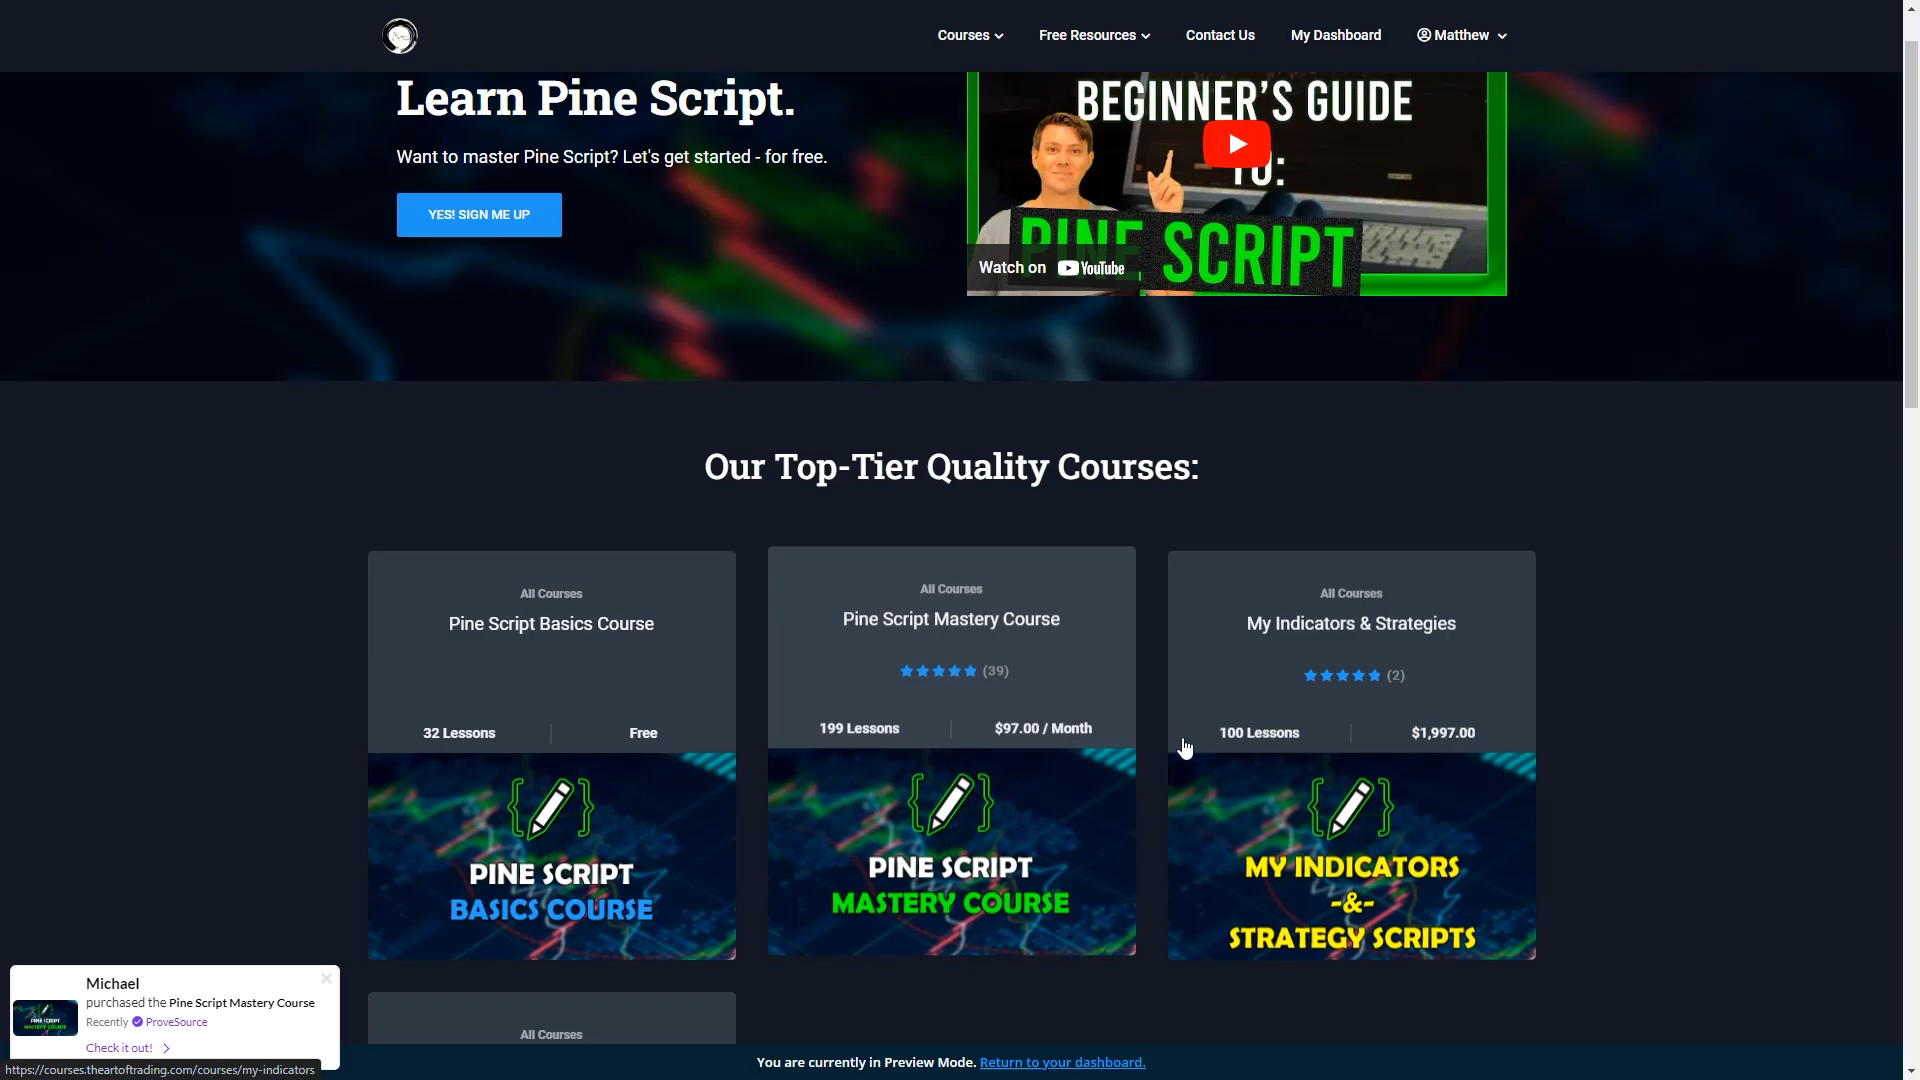 Courses
Free Resources
Contact Us
My Dashboard
Matthew
Learn Pine Script.
Want to master Pine Script? Let's get started - for free.
YES! SIGN ME UP
BEGINNER'S GUIDE
TO:
PINE SCRIPT
Watch on YouTube
Our Top-Tier Quality Courses:
All Courses
Pine Script Basics Course
32 Lessons
Free
PINE SCRIPT
BASICS COURSE
All Courses
Pine Script Mastery Course
(39)
199 Lessons
$97.00 / Month
PINE SCRIPT
MASTERY COURSE
All Courses
My Indicators & Strategies
(2)
100 Lessons
$1,997.00
MY INDICATORS
-&-
STRATEGY SCRIPTS
All Courses
Michael
purchased the Pine Script Mastery Course
Recently ProveSource
Check it out!
PINE SCRIPT
MASTERY COURSE
https://courses.theartoftrading.com/courses/my-indicators
You are currently in Preview Mode. Return to your dashboard.